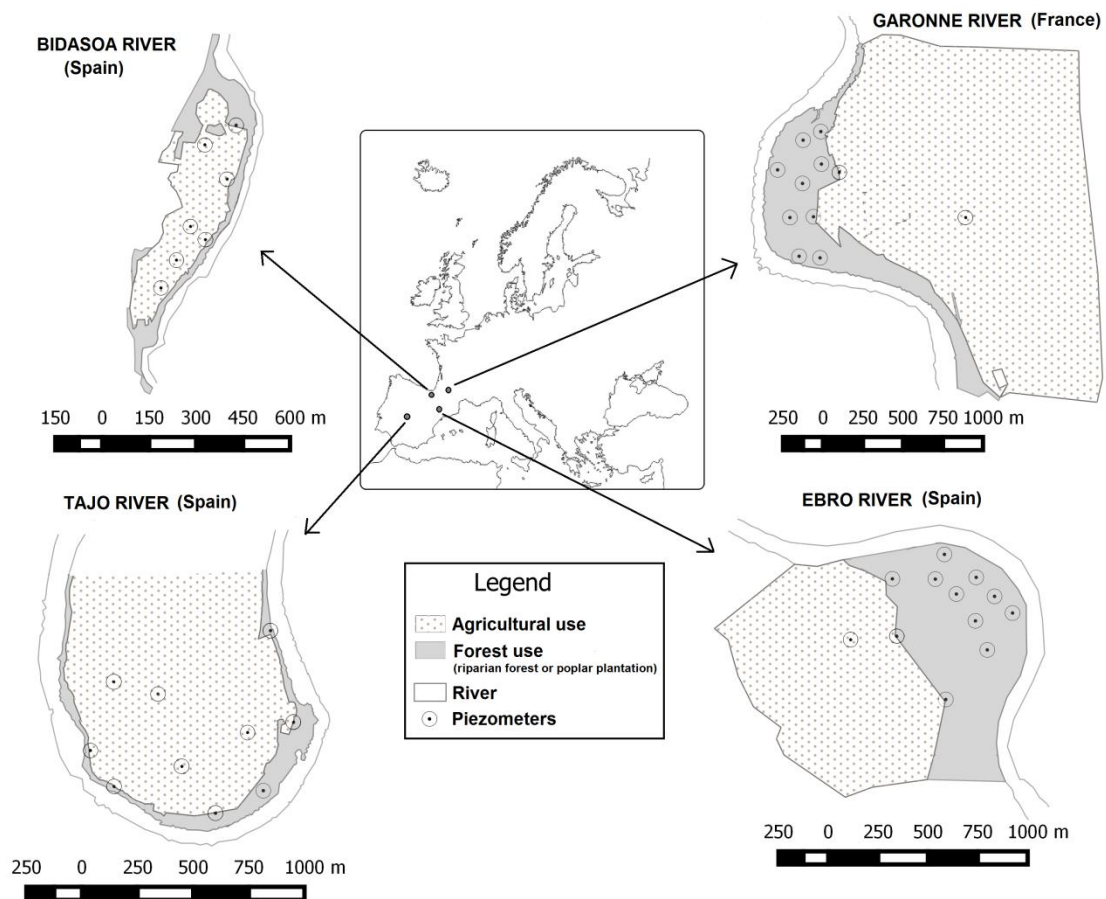 BIDASOA RIVER
(Spain)
GARONNE RIVER (France)
150 0 150 300 450 600 m
250 0 250 500 750 1000 m
TAJO RIVER (Spain)
EBRO RIVER (Spain)
Legend
Agricultural use
Forest use
(riparian forest or poplar plantation)
River
Piezometers
250 0 250 500 750 1000 m
250 0 250 500 750 1000 m